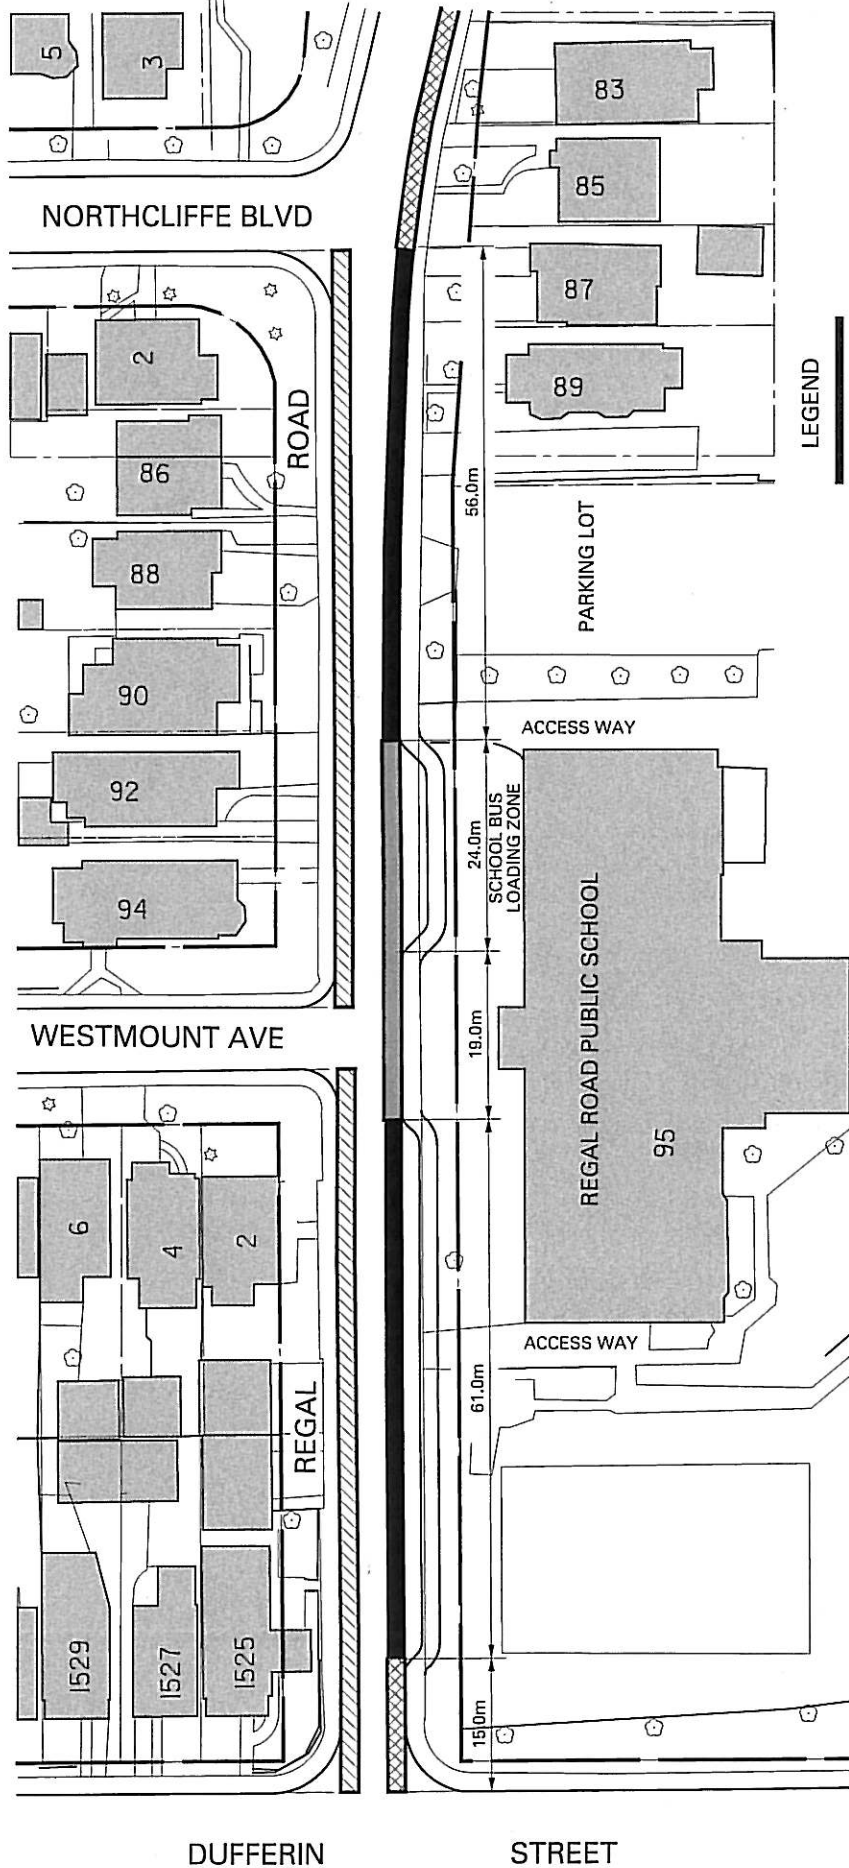 5
3
83
85
NORTHCLIFFE BLVD
87
2
89
LEGEND
ROAD
86
56.0m
PARKING LOT
88
90
ACCESS WAY
92
24.0m
SCHOOL BUS
LOADING ZONE
94
REGAL ROAD PUBLIC SCHOOL
95
19.0m
WESTMOUNT AVE
6
4
2
ACCESS WAY
61.0m
REGAL
1529
1527
1525
15.0m
DUFFERIN STREET